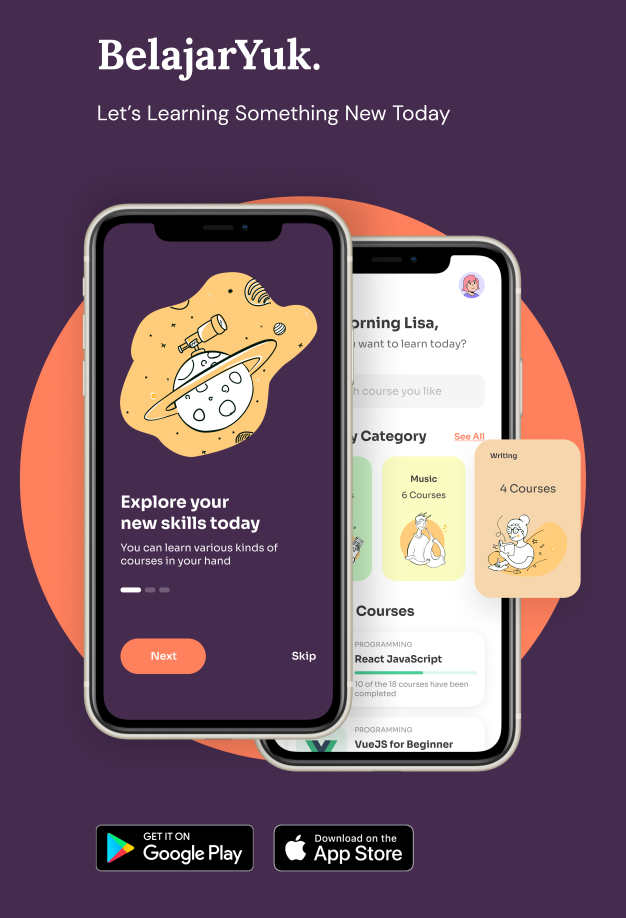 BelajarYuk.
Let's Learning Something New Today
Explore your
new skills today
You can learn various kinds of
courses in your hand
Next
Skip
Lisa,
want to learn today?
course you like
Category
See All
Music
6 Courses
Writing
4 Courses
Courses
PROGRAMMING
React JavaScript
10 of the 18 courses have been
completed
PROGRAMMING
VueJS for Beginner
GET IT ON
Google Play
Download on the
App Store